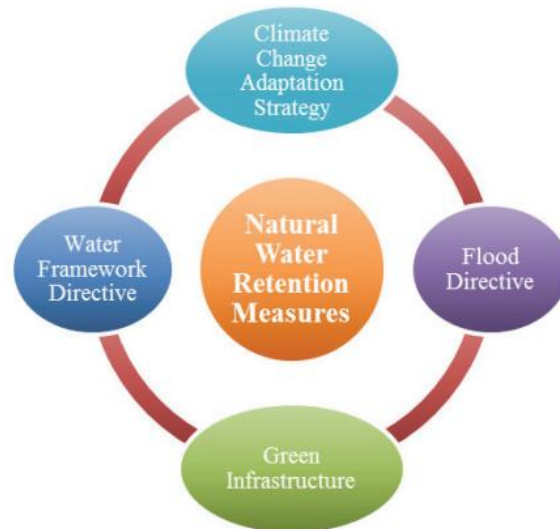 Climate
Change
Adaptation
Strategy
Water
Framework
Directive
Natural
Water
Retention
Measures
Flood
Directive
Green
Infrastructure